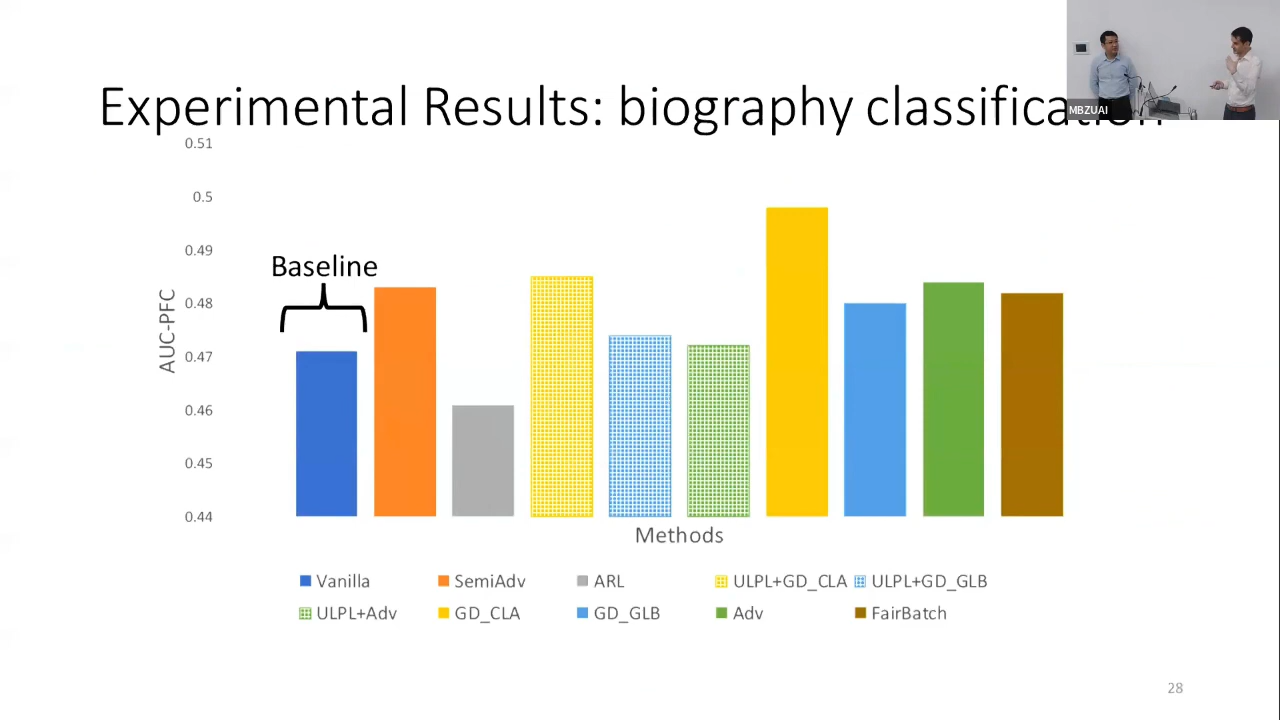 MBZUAI
Experimental Results: biography classification
0.51
0.5
0.49
0.48
0.47
0.46
0.45
0.44
AUC-PFC
Baseline
Methods
Vanilla SemiAdv ARL ULPL+GD_CLA ULPL+GD_GLB
ULPL+Adv GD_CLA GD_GLB Adv FairBatch
28